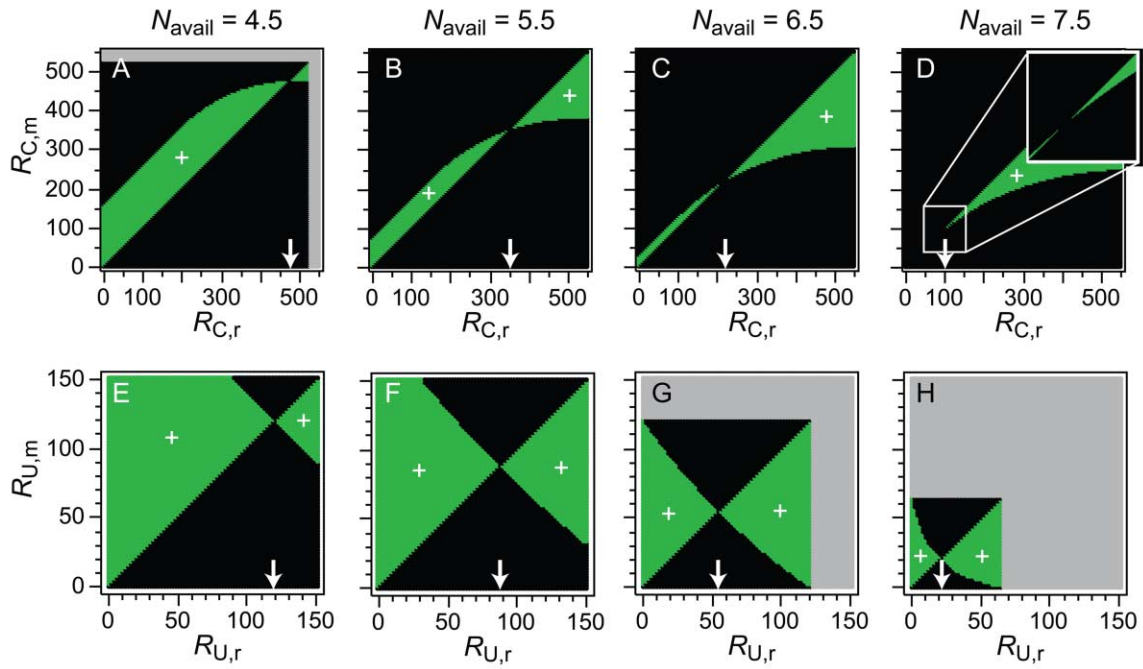 N_avail = 4.5 N_avail = 5.5 N_avail = 6.5 N_avail = 7.5
A B C D
R_C,m
500
400
300
200
100
0
0 100 300 500 0 100 300 500 0 100 300 500 0 100 300 500
R_C,r R_C,r R_C,r R_C,r
E F G H
R_U,m
150
100
50
0
0 50 100 150 0 50 100 150 0 50 100 150 0 50 100 150
R_U,r R_U,r R_U,r R_U,r